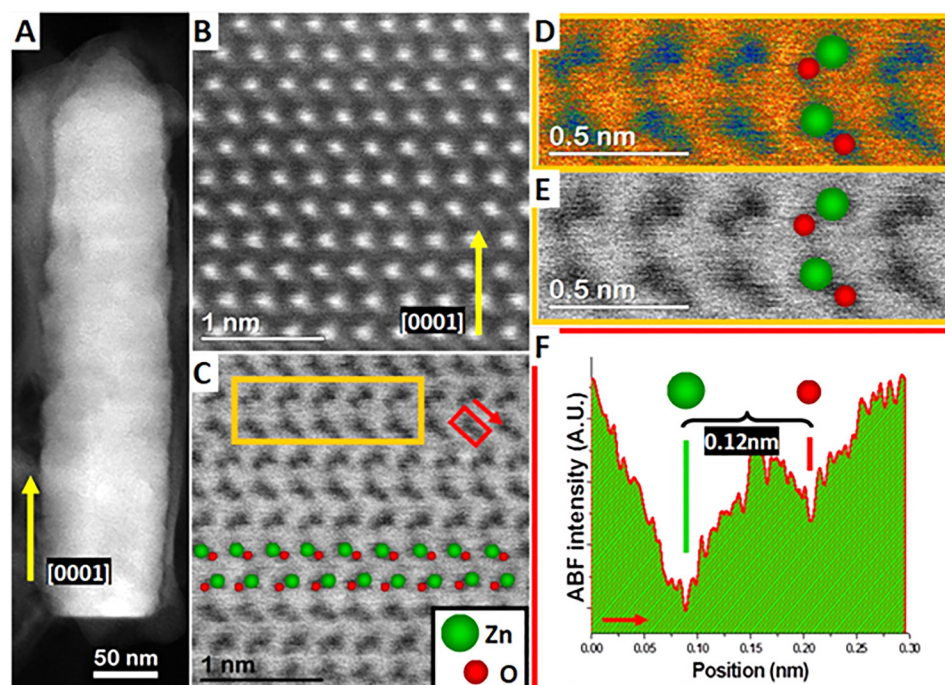 A
[0001]
50 nm
B
1 nm
[0001]
C
1 nm
Zn
O
D
0.5 nm
E
0.5 nm
F
0.12nm
ABF intensity (A.U.)
0.00 0.05 0.10 0.15 0.20 0.25 0.30
Position (nm)